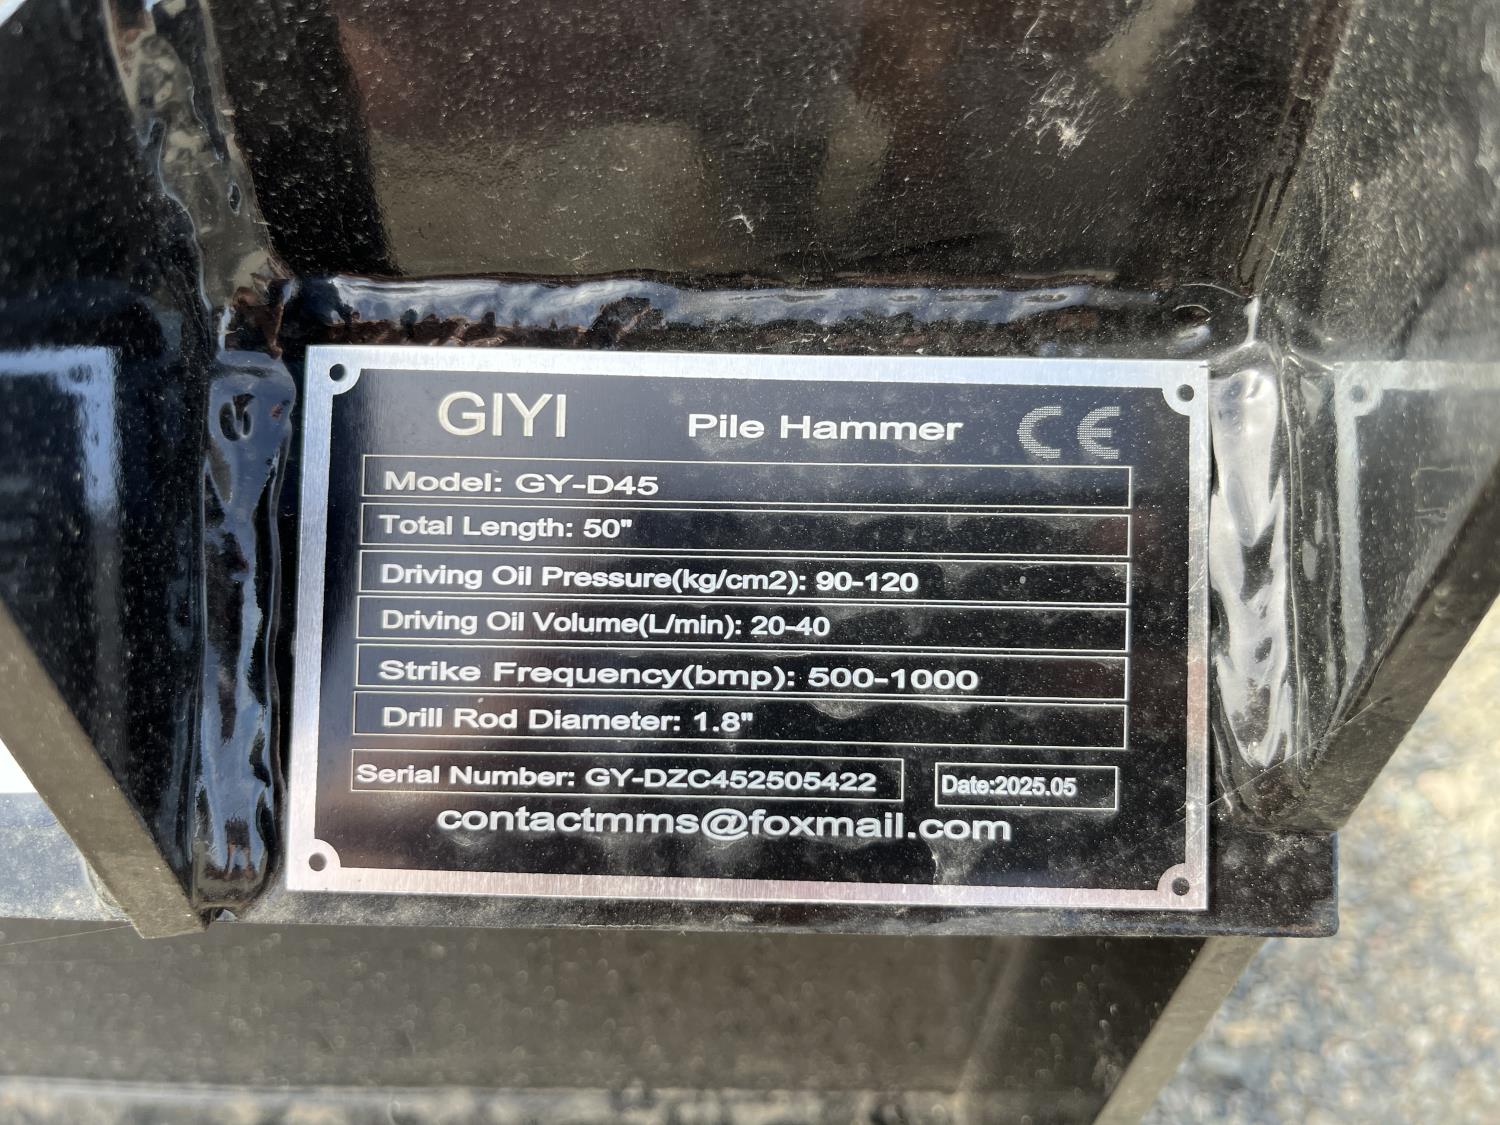 GIYI Pile Hammer CE
Model: GY-D45
Total Length: 50"
Driving Oil Pressure(kg/cm2): 90-120
Driving Oil Volume(L/min): 20-40
Strike Frequency(bmp): 500-1000
Drill Rod Diameter: 1.8"
Serial Number: GY-DZC452505422 Date:2025.05
contactmms@foxmail.com